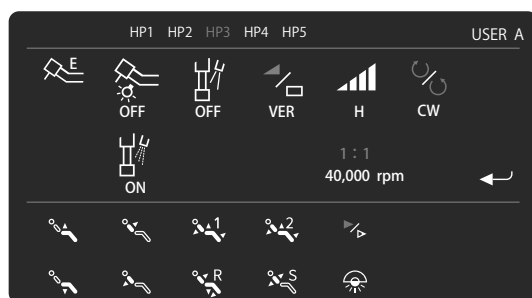 HP1 HP2 HP3 HP4 HP5 USER A
E
OFF OFF VER H CW
ON
1:1
40,000 rpm
1 2
R S